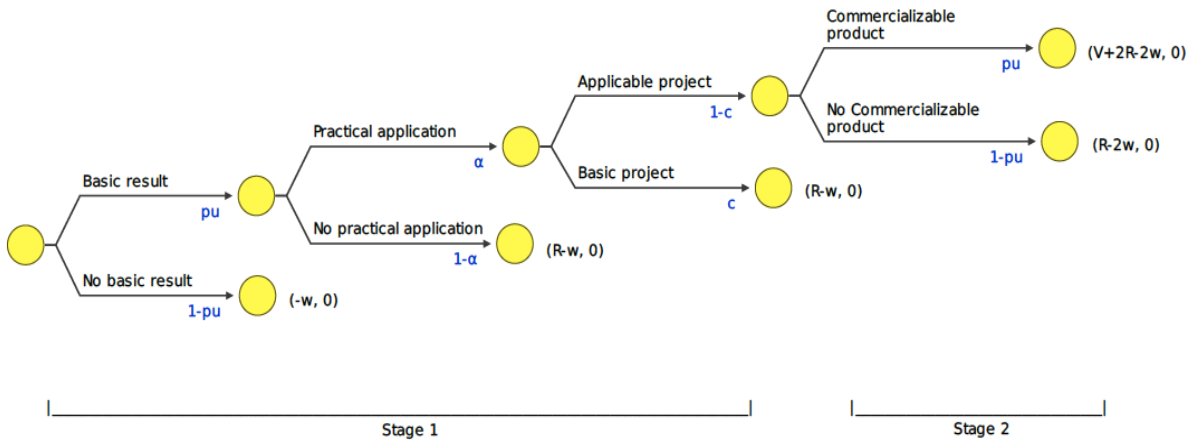 Commercializable
product
pu
(V+2R-2w, 0)
Applicable project
1-c
No Commercializable
product
1-pu
(R-2w, 0)
Practical application
α
Basic project
c
(R-w, 0)
Basic result
pu
No practical application
1-α
(R-w, 0)
No basic result
1-pu
(-w, 0)
Stage 1
Stage 2